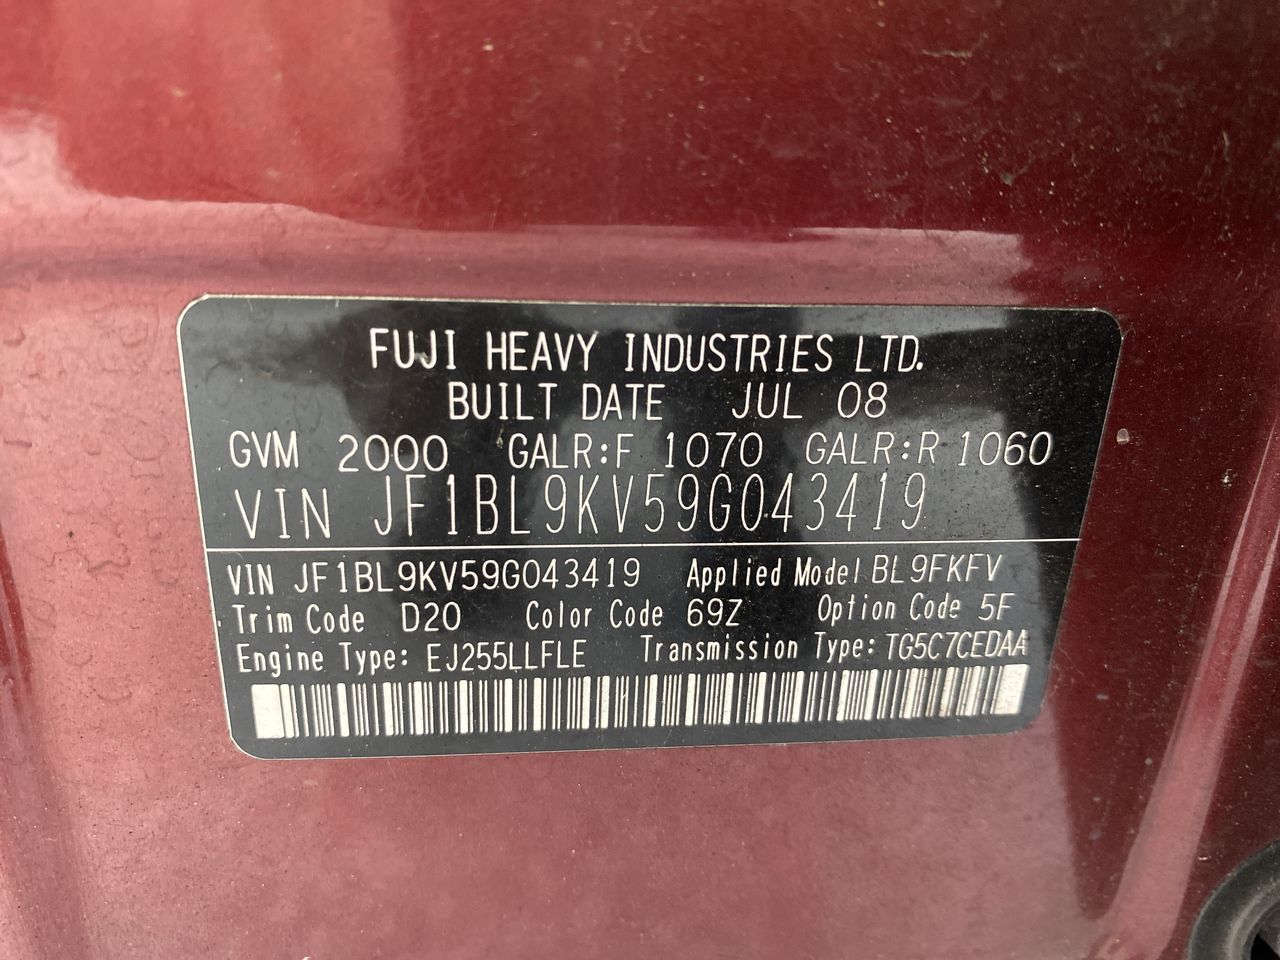 FUJI HEAVY INDUSTRIES LTD.
BUILT DATE JUL 08
GVM 2000 GALR:F 1070 GALR:R 1060
VIN JF1BL9KV59G043419
VIN JF1BL9KV59G043419 Applied Model BL9FKFV
Trim Code D20 Color Code 69Z Option Code 5F
Engine Type: EJ255LLFLE Transmission Type: TG5C7CEDAA